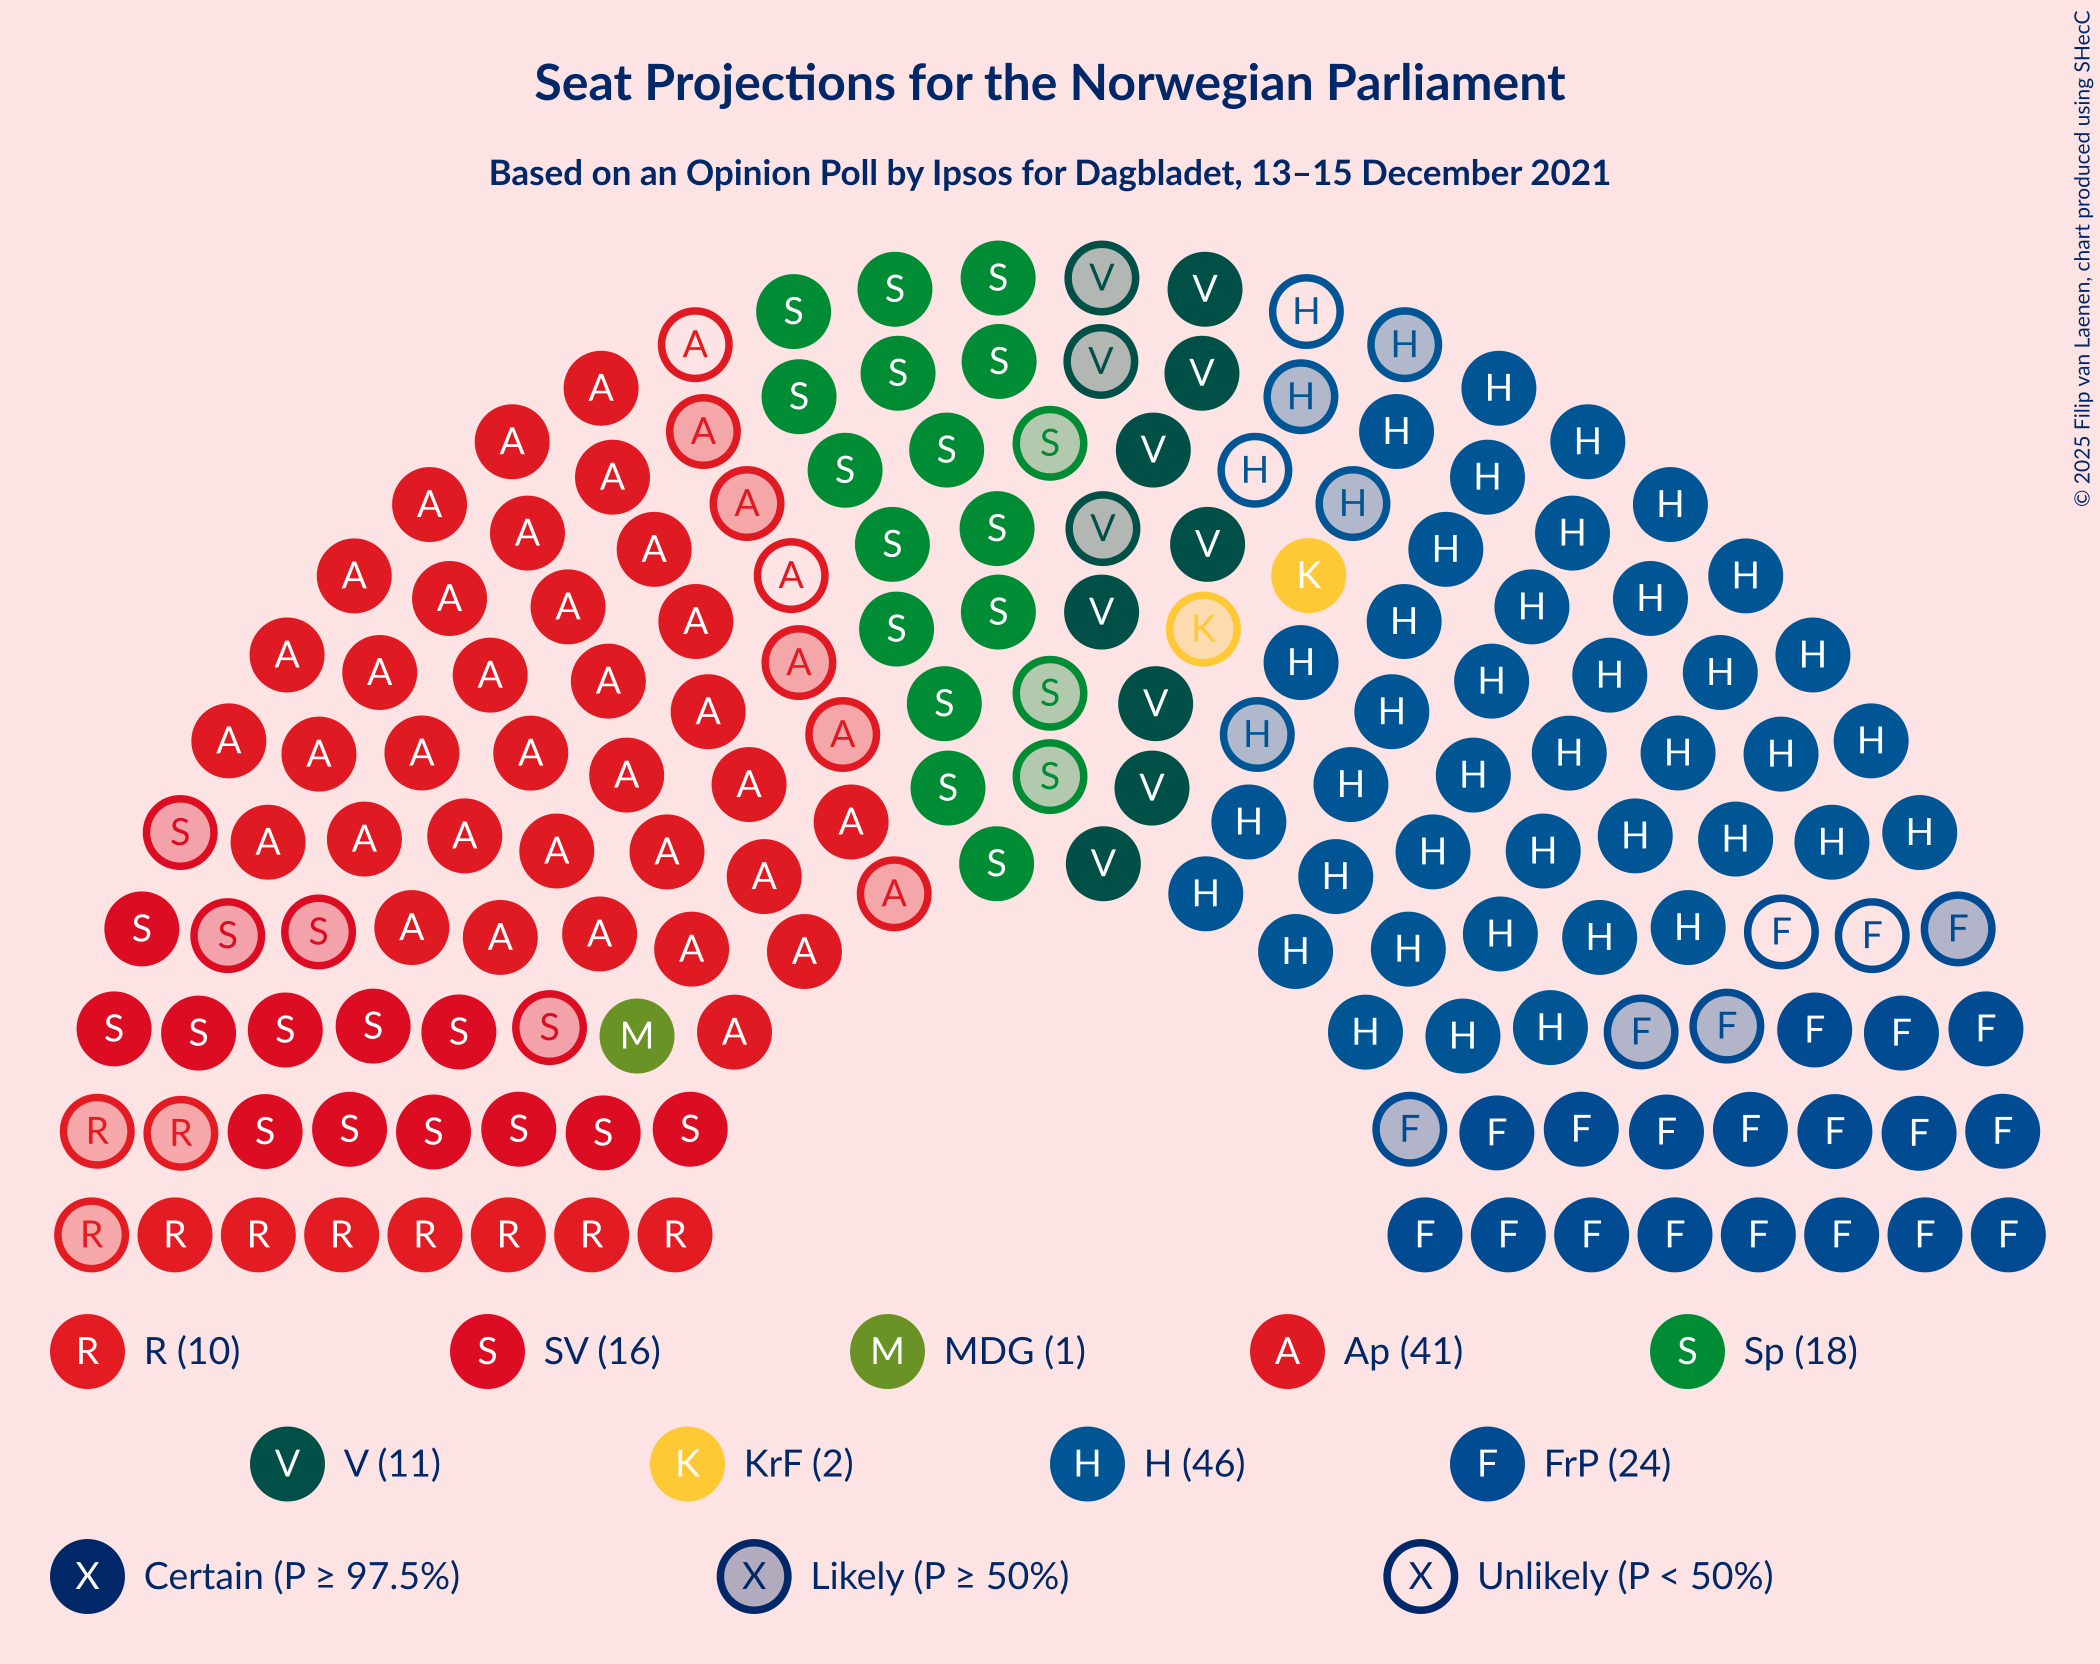 © 2025 Filip van Laenen, chart produced using SHecC
Seat Projections for the Norwegian Parliament
Based on an Opinion Poll by Ipsos for Dagbladet, 13–15 December 2021
S S V V
S H
A H
S S V V
A S H H
A A H H
A S S S V H
A S H H
A A H H
A S S V V H
A A H H
A A K H
A A S V H H
A S K H
A A H H
A A A H H H
S
A S V H
A A H H
A A A H H H
A A S S V H H
A A H H
S A A A H H H H
A A H H
A S V H
S S S A A A H A H H H H F F F
A A H H
S S S S S S M A H H H F F F F F
R R S S S S S S F F F F F F F F
R R R R R R R R F F F F F F F F
R R (10) S SV (16) M MDG (1) A Ap (41) S Sp (18)
V V (11) K KrF (2) H H (46) F FrP (24)
X Certain (P ≥ 97.5%) X Likely (P ≥ 50%) X Unlikely (P < 50%)